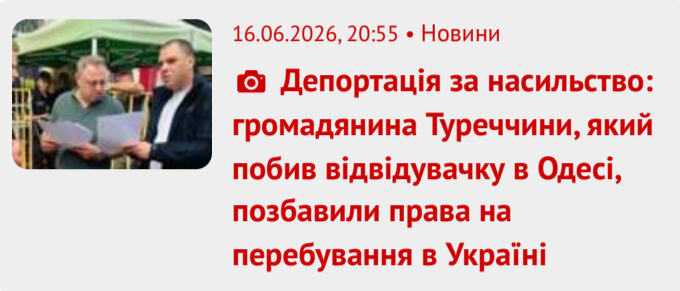 16.06.2026, 20:55 • Новини
Депортація за насильство:
громадянина Туреччини, який
побив відвідувачку в Одесі,
позбавили права на
перебування в Україні